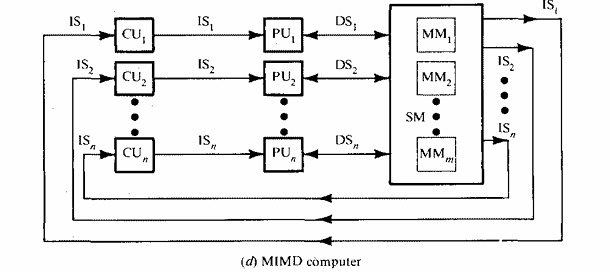 IS₁ CU₁ IS₁ PU₁ DS₁ MM₁ IS₁
IS₂ CU₂ IS₂ PU₂ DS₂ MM₂ IS₂
SM
ISₙ CUₙ ISₙ PUₙ DSₙ MMₘ ISₙ
(d) MIMD computer